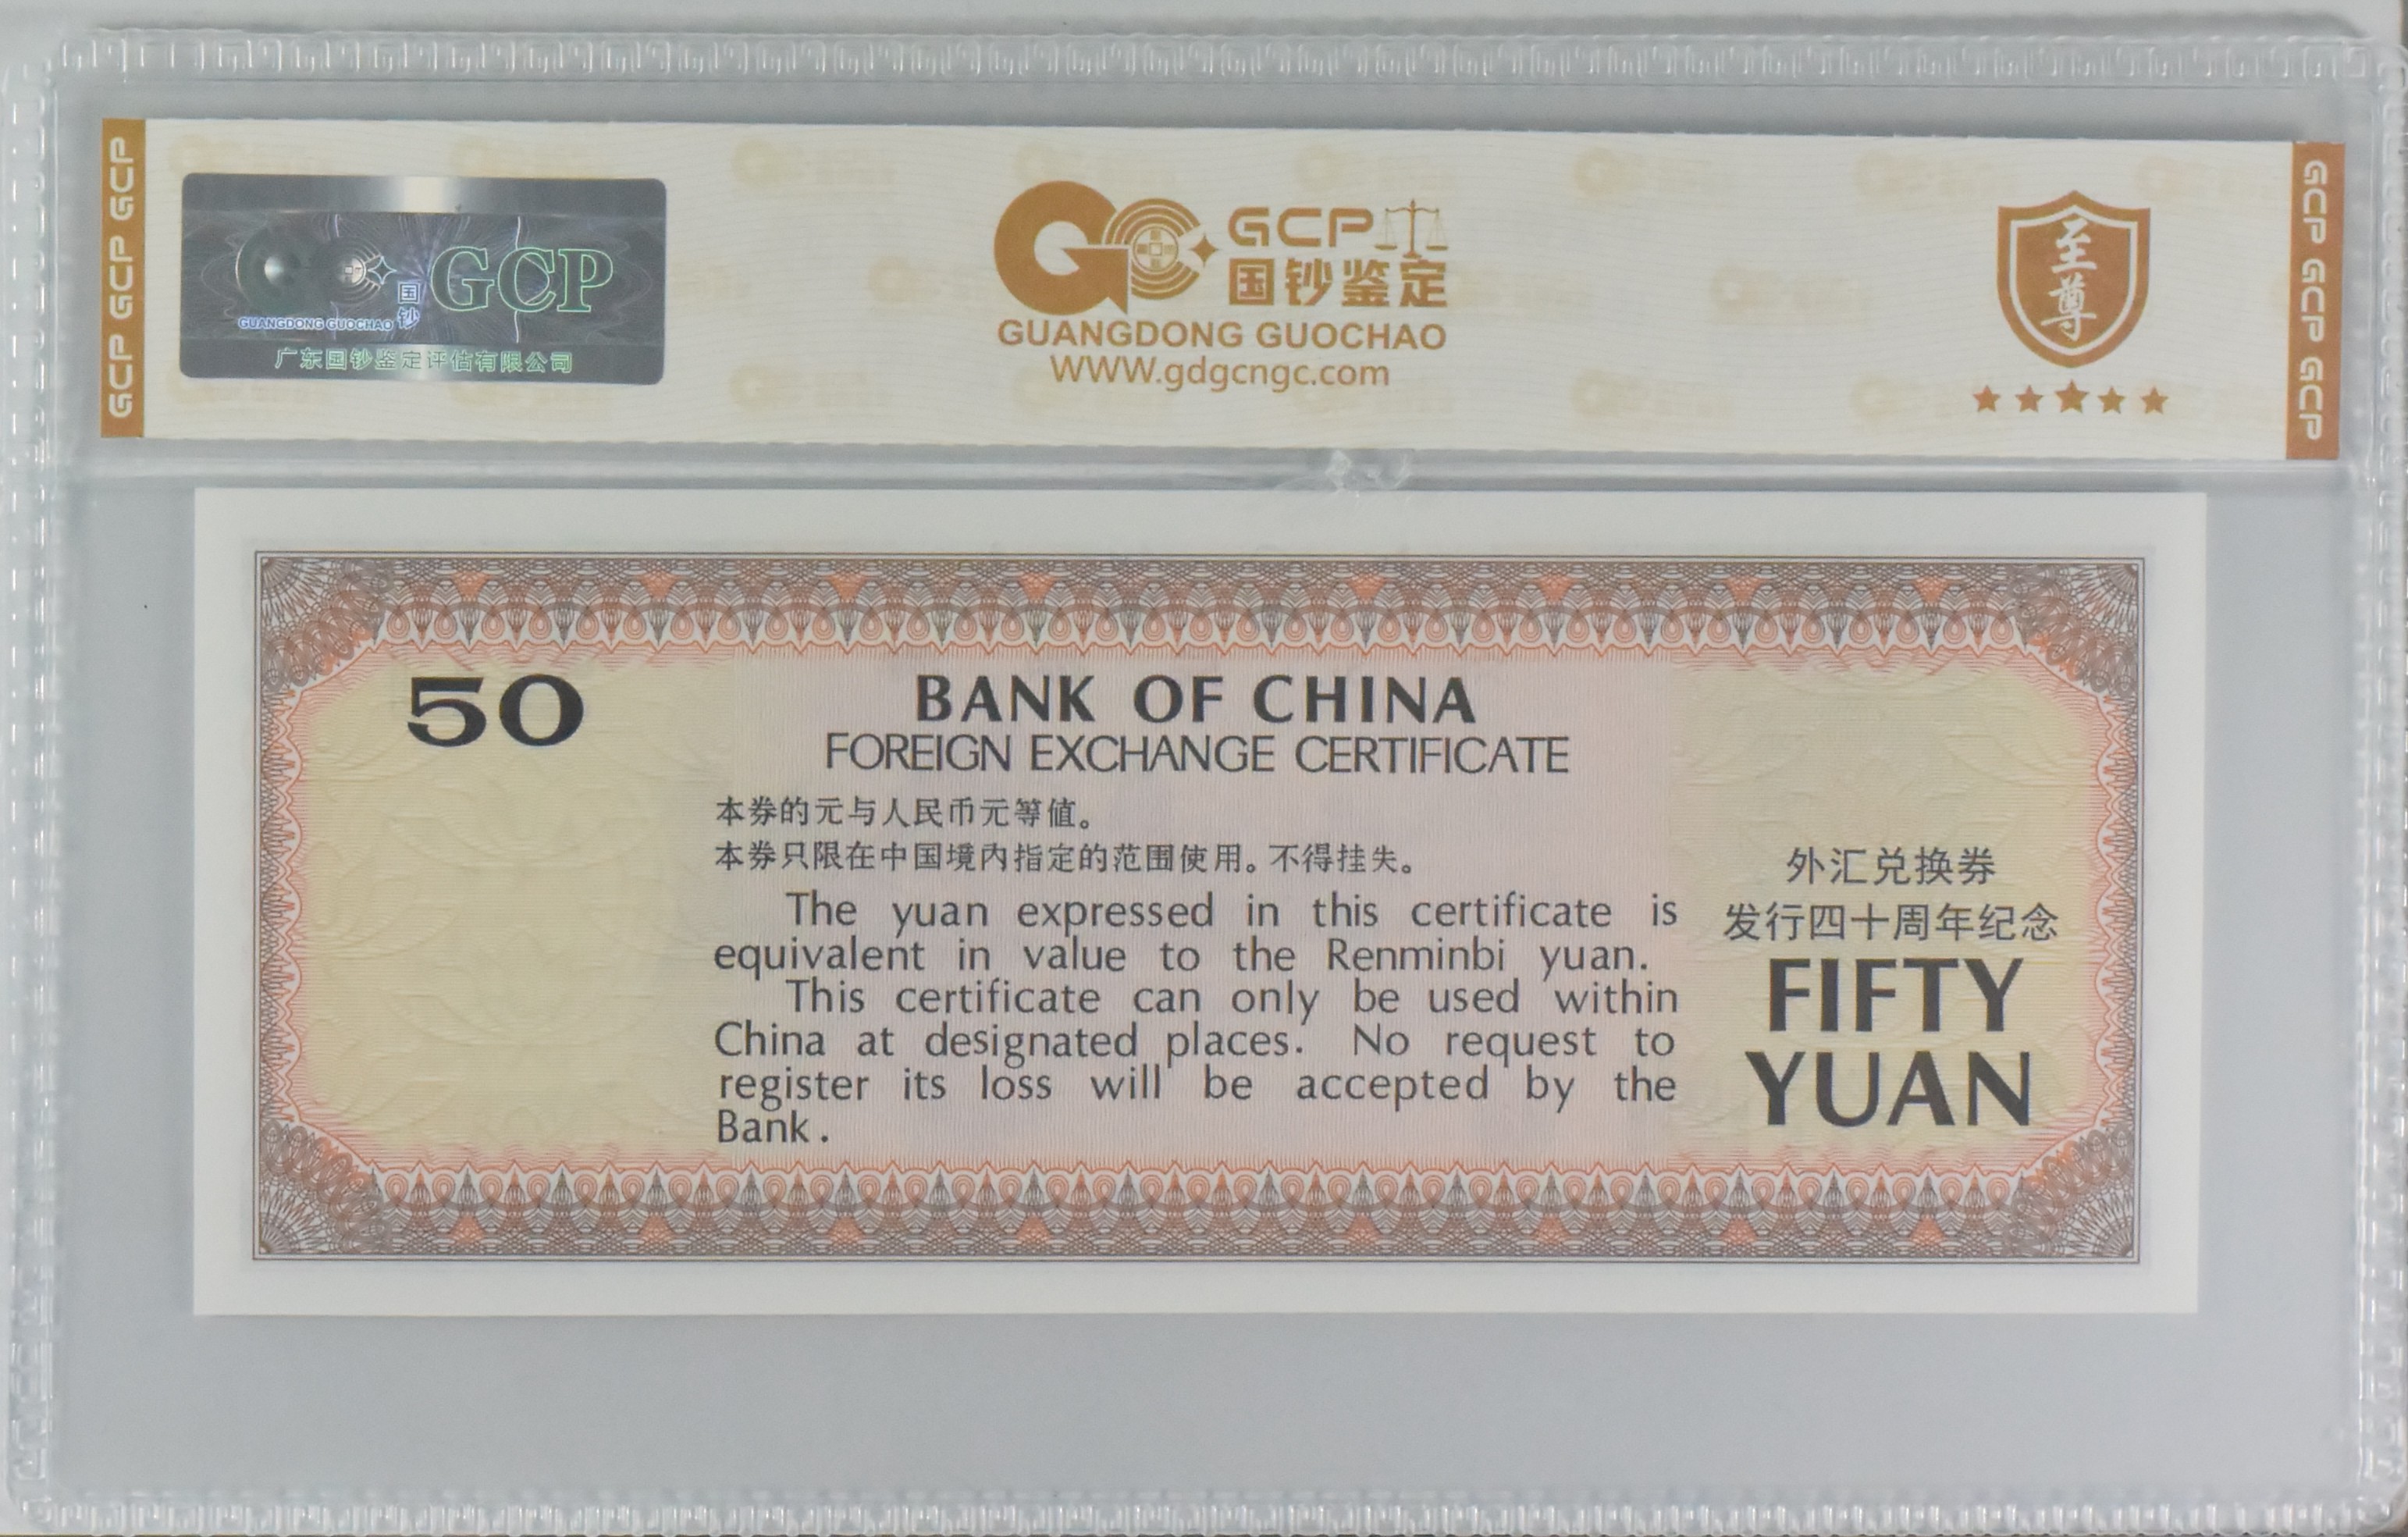 GCP GCP GCP
国钞
GCP
GUANGDONG GUOCHAO
广东国钞鉴定评估有限公司
GCP
国钞鉴定
GUANGDONG GUOCHAO
WWW.gdgcngc.com
至尊
GCP GCP GCP
50
BANK OF CHINA
FOREIGN EXCHANGE CERTIFICATE
本券的元与人民币元等值。
本券只限在中国境内指定的范围使用。不得挂失。
The yuan expressed in this certificate is
equivalent in value to the Renminbi yuan.
This certificate can only be used within
China at designated places. No request to
register its loss will be accepted by the
Bank.
外汇兑换券
发行四十周年纪念
FIFTY
YUAN